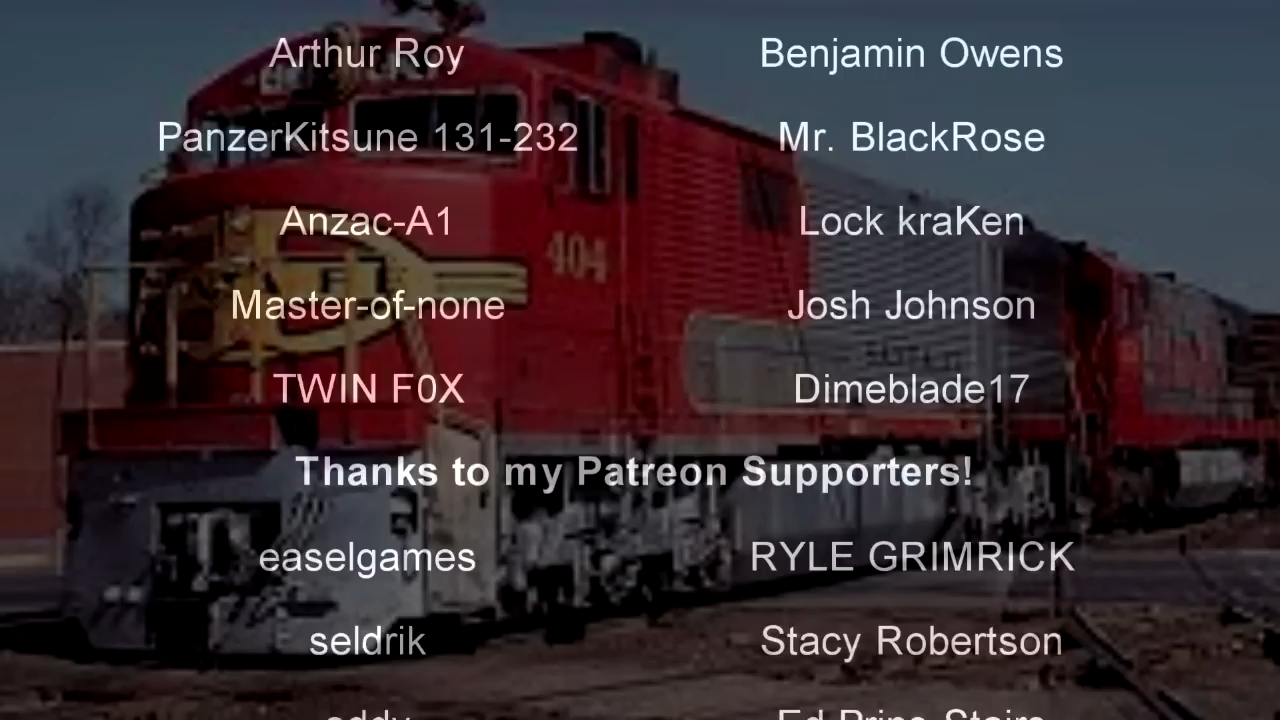 Arthur Roy Benjamin Owens
PanzerKitsune 131-232 Mr. BlackRose
Anzac-A1 Lock kraKen
404
Master-of-none Josh Johnson
TWIN F0X Dimeblade17
Thanks to my Patreon Supporters!
easelgames RYLE GRIMRICK
seldrik Stacy Robertson